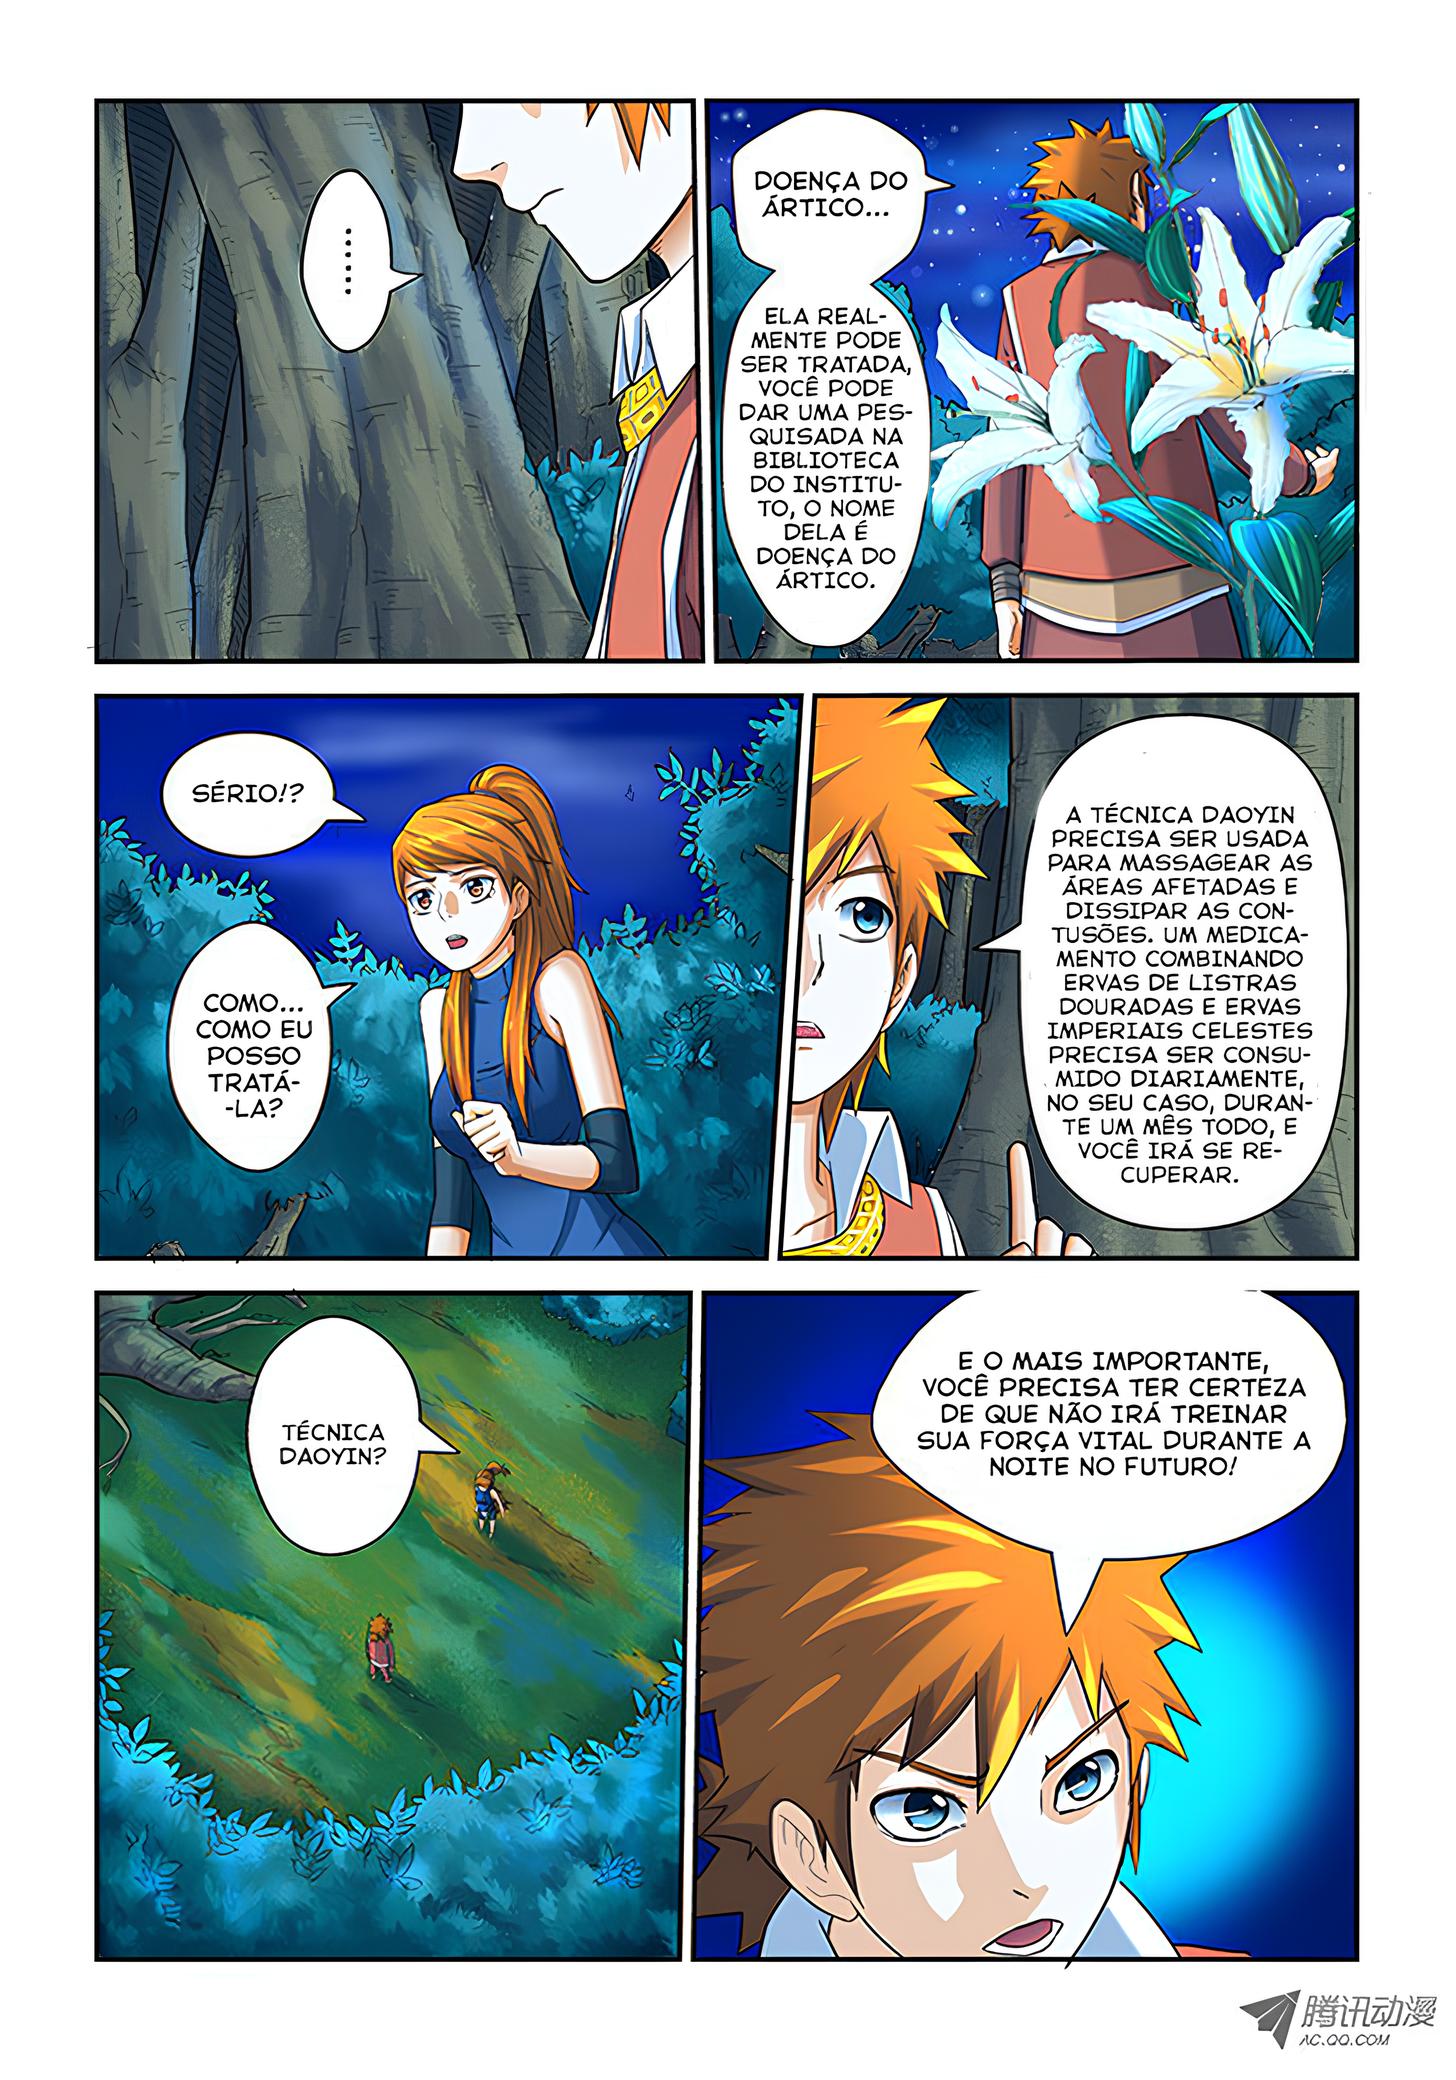 ......
DOENÇA DO
ÁRTICO...
ELA REAL-
MENTE PODE
SER TRATADA,
VOCÊ PODE
DAR UMA PES-
QUISADA NA
BIBLIOTECA
DO INSTITU-
TO, O NOME
DELA É
DOENÇA DO
ÁRTICO.
SÉRIO!?
COMO...
COMO EU
POSSO
TRATÁ-
-LA?
A TÉCNICA DAOYIN
PRECISA SER USADA
PARA MASSAGEAR AS
ÁREAS AFETADAS E
DISSIPAR AS CON-
TUSÕES. UM MEDICA-
MENTO COMBINANDO
ERVAS DE LISTRAS
DOURADAS E ERVAS
IMPERIAIS CELESTES
PRECISA SER CONSU-
MIDO DIARIAMENTE,
NO SEU CASO, DURAN-
TE UM MÊS TODO, E
VOCÊ IRÁ SE RE-
CUPERAR.
TÉCNICA
DAOYIN?
E O MAIS IMPORTANTE,
VOCÊ PRECISA TER CERTEZA
DE QUE NÃO IRÁ TREINAR
SUA FORÇA VITAL DURANTE A
NOITE NO FUTURO!
腾讯动漫
AC.QQ.COM